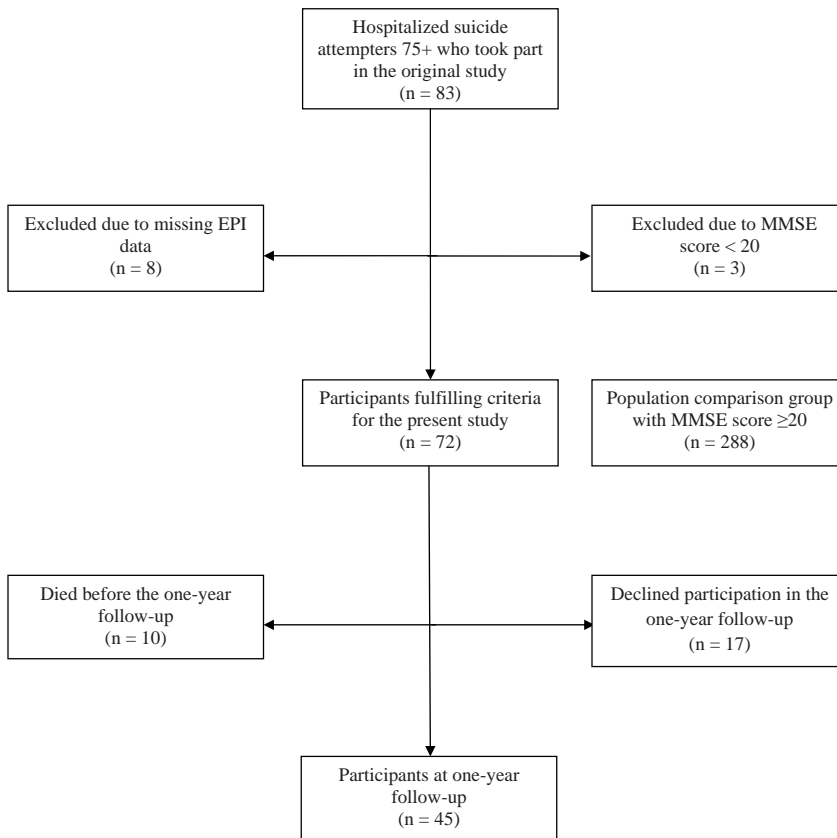 Hospitalized suicide
attempters 75+ who took part
in the original study
(n = 83)
Excluded due to missing EPI
data
(n = 8)
Excluded due to MMSE
score < 20
(n = 3)
Participants fulfilling criteria
for the present study
(n = 72)
Population comparison group
with MMSE score ≥20
(n = 288)
Died before the one-year
follow-up
(n = 10)
Declined participation in the
one-year follow-up
(n = 17)
Participants at one-year
follow-up
(n = 45)